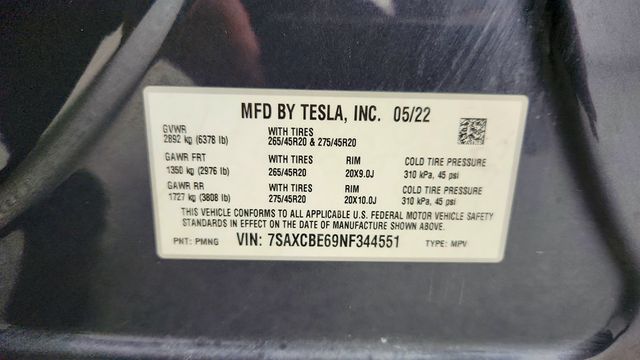 MFD BY TESLA, INC. 05/22
GVWR WITH TIRES
2892 kg (6378 lb) 265/45R20 & 275/45R20
GAWR FRT WITH TIRES RIM COLD TIRE PRESSURE
1350 kg (2976 lb) 265/45R20 20X9.0J 310 kPa, 45 psi
GAWR RR WITH TIRES RIM COLD TIRE PRESSURE
1727 kg (3808 lb) 275/45R20 20X10.0J 310 kPa, 45 psi
THIS VEHICLE CONFORMS TO ALL APPLICABLE U.S. FEDERAL MOTOR VEHICLE SAFETY
STANDARDS IN EFFECT ON THE DATE OF MANUFACTURE SHOWN ABOVE.
PNT: PMNG VIN: 7SAXCBE69NF344551 TYPE: MPV